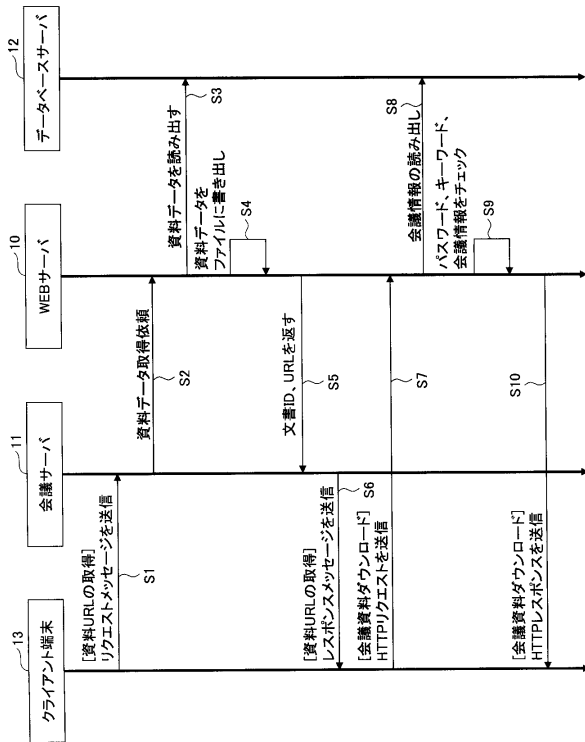 13
クライアント端末
11
会議サーバ
10
WEBサーバ
12
データベースサーバ
[資料URLの取得]
リクエストメッセージを送信
S1
資料データ取得依頼
S2
資料データを読み出す
S3
資料データを
ファイルに書き出し
S4
文書ID、URLを返す
S5
[資料URLの取得]
レスポンスメッセージを送信
S6
[会議資料ダウンロード]
HTTPリクエストを送信
S7
会議情報の読み出し
S8
パスワード、キーワード、
会議情報をチェック
S9
[会議資料ダウンロード]
HTTPレスポンスを送信
S10